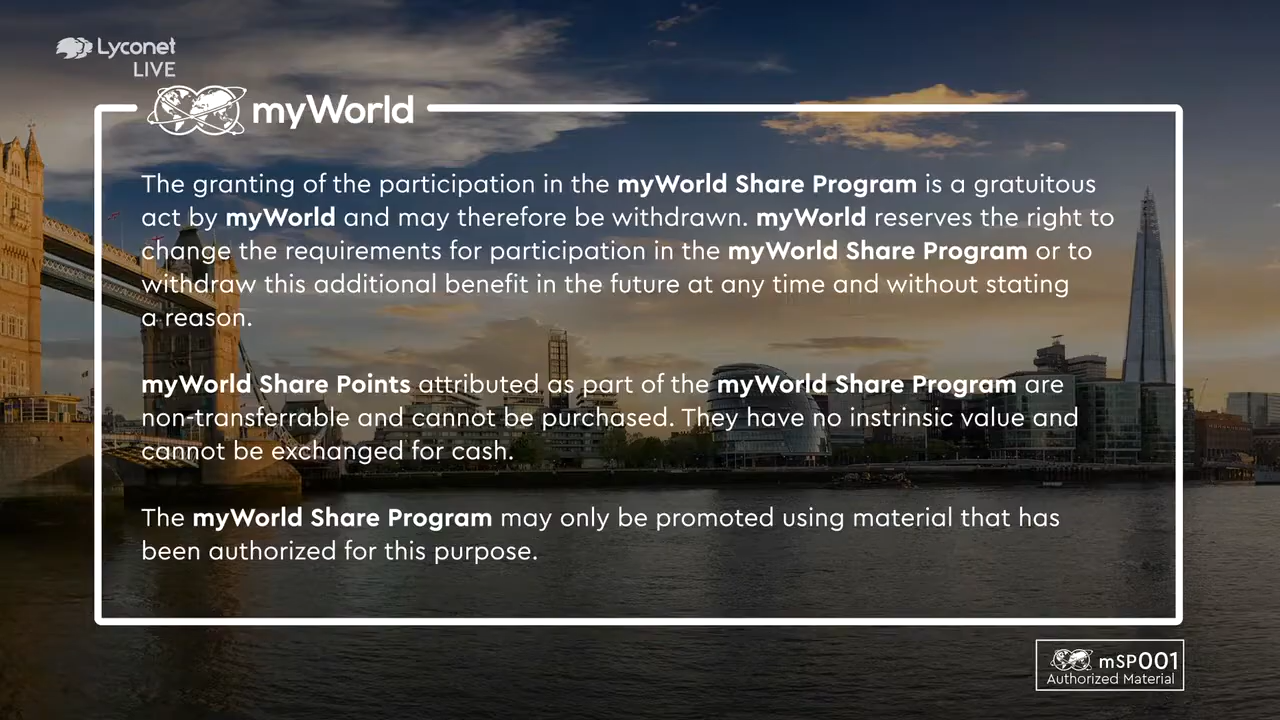 Lyconet
LIVE
myWorld
The granting of the participation in the myWorld Share Program is a gratuitous
act by myWorld and may therefore be withdrawn. myWorld reserves the right to
change the requirements for participation in the myWorld Share Program or to
withdraw this additional benefit in the future at any time and without stating
a reason.
myWorld Share Points attributed as part of the myWorld Share Program are
non-transferrable and cannot be purchased. They have no instrinsic value and
cannot be exchanged for cash.
The myWorld Share Program may only be promoted using material that has
been authorized for this purpose.
mSP001
Authorized Material